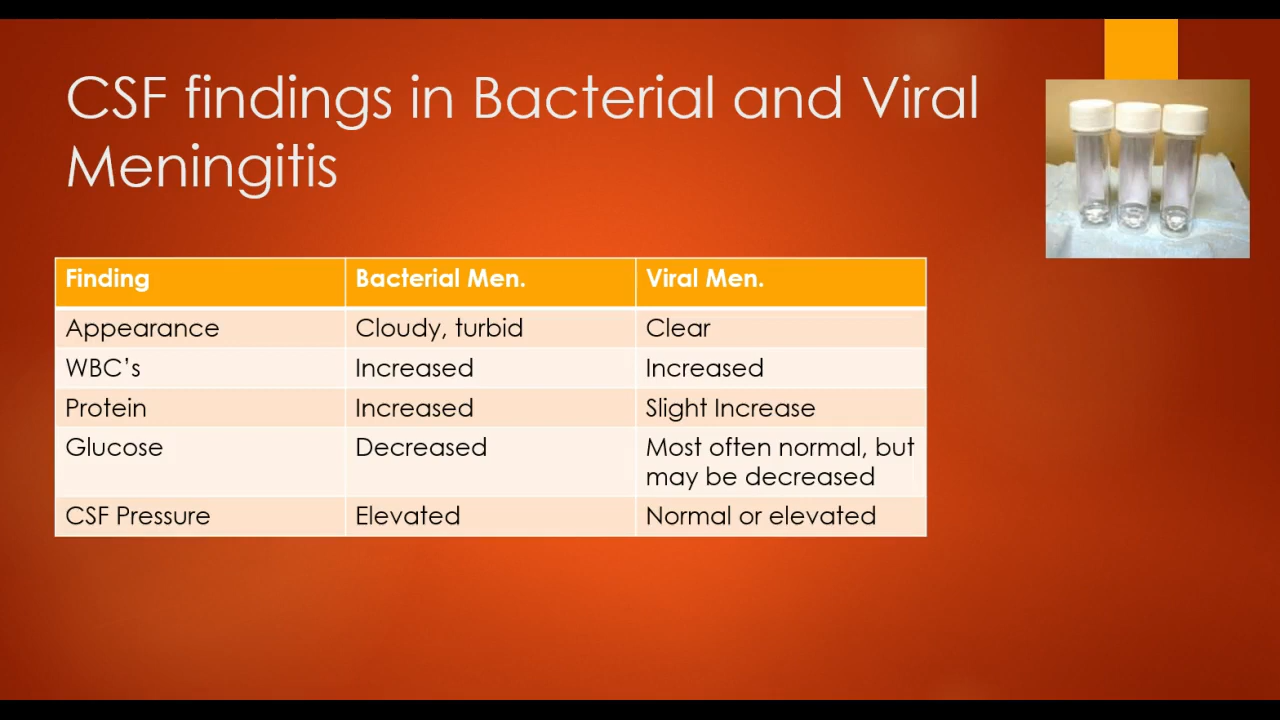 CSF findings in Bacterial and Viral
Meningitis
Finding Bacterial Men. Viral Men.
Appearance Cloudy, turbid Clear
WBC’s Increased Increased
Protein Increased Slight Increase
Glucose Decreased Most often normal, but
may be decreased
CSF Pressure Elevated Normal or elevated